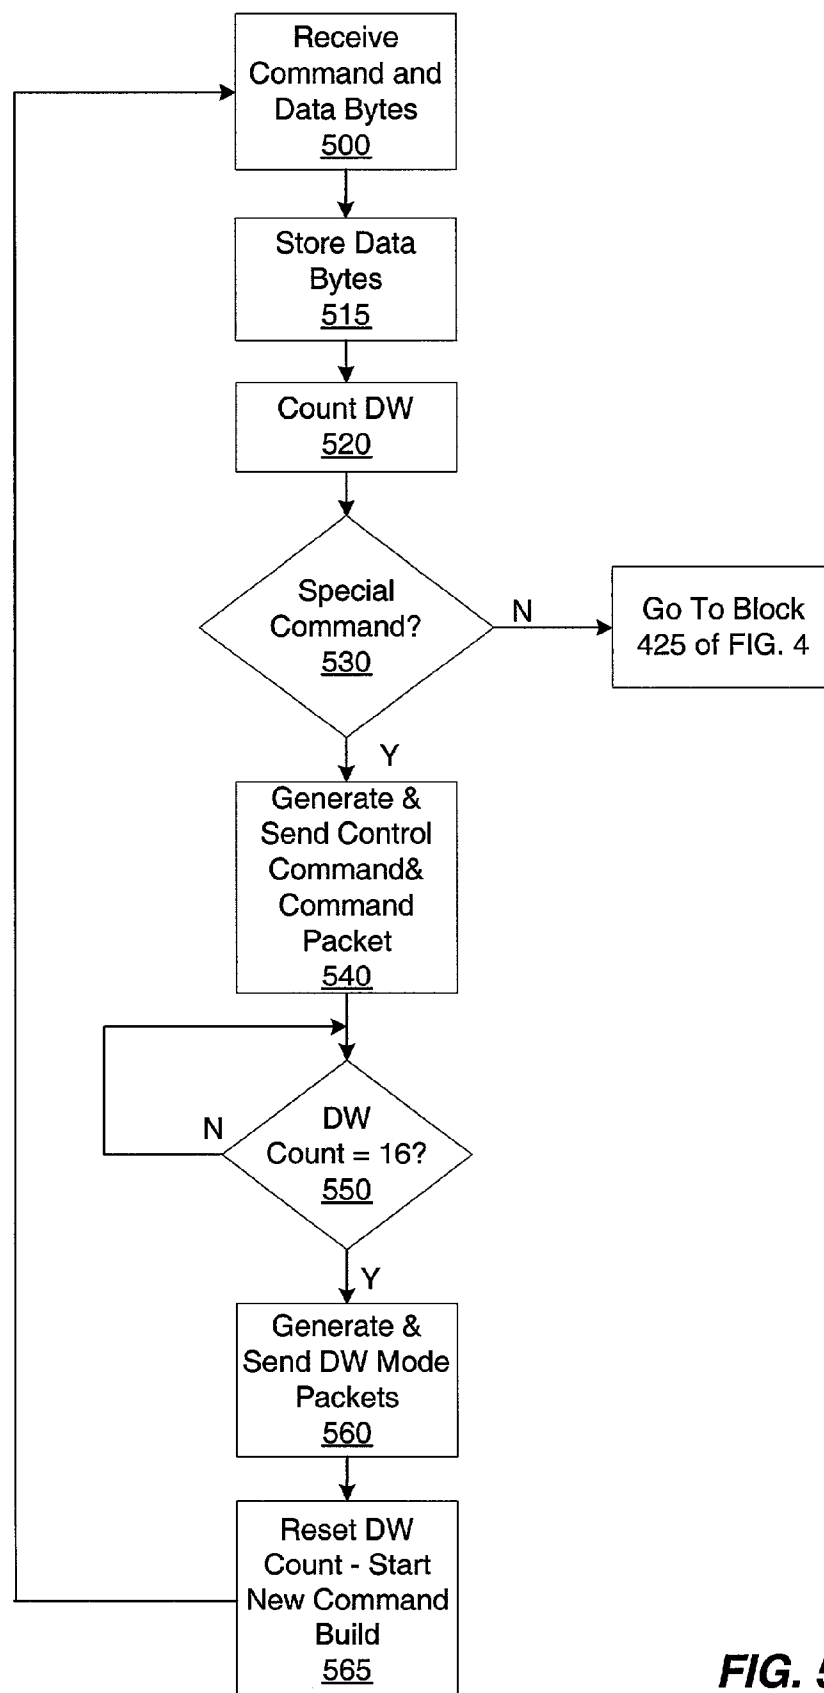 Receive
Command and
Data Bytes
500
Store Data
Bytes
515
Count DW
520
Special
Command?
530
N
Go To Block
425 of FIG. 4
Y
Generate &
Send Control
Command&
Command
Packet
540
N
DW
Count = 16?
550
Y
Generate &
Send DW Mode
Packets
560
Reset DW
Count - Start
New Command
Build
565
FIG. 5